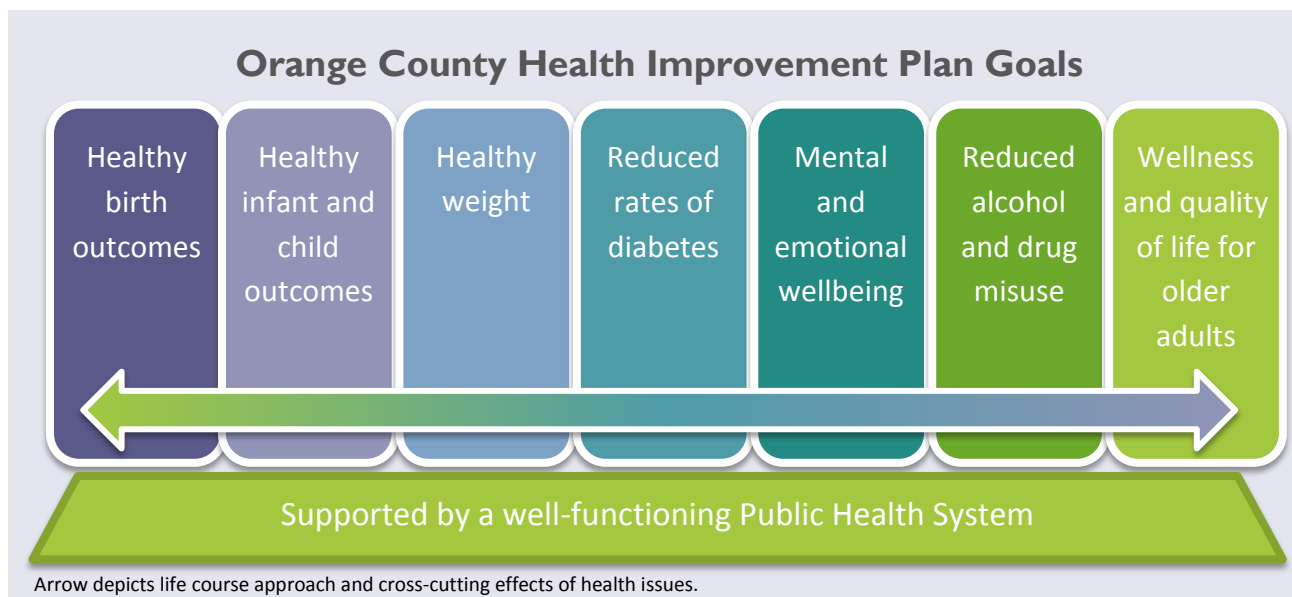 Orange County Health Improvement Plan Goals
Healthy
birth
outcomes
Healthy
infant and
child
outcomes
Healthy
weight
Reduced
rates of
diabetes
Mental
and
emotional
wellbeing
Reduced
alcohol
and drug
misuse
Wellness
and quality
of life for
older
adults
Supported by a well-functioning Public Health System
Arrow depicts life course approach and cross-cutting effects of health issues.